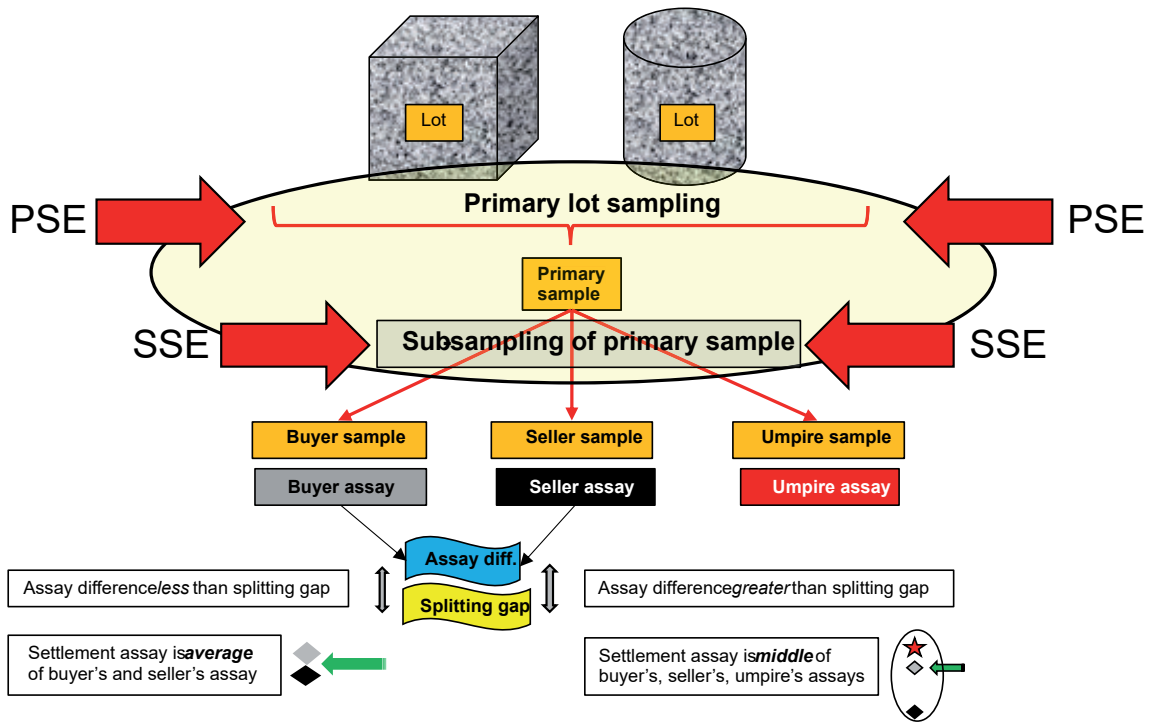 Lot
Lot
PSE
Primary lot sampling
PSE
Primary
sample
SSE
Subsampling of primary sample
SSE
Buyer sample
Seller sample
Umpire sample
Buyer assay
Seller assay
Umpire assay
Assay diff.
Splitting gap
Assay differenceless than splitting gap
Assay differencegreater than splitting gap
Settlement assay isaverage
of buyer's and seller's assay
Settlement assay ismiddle of
buyer's, seller's, umpire's assays